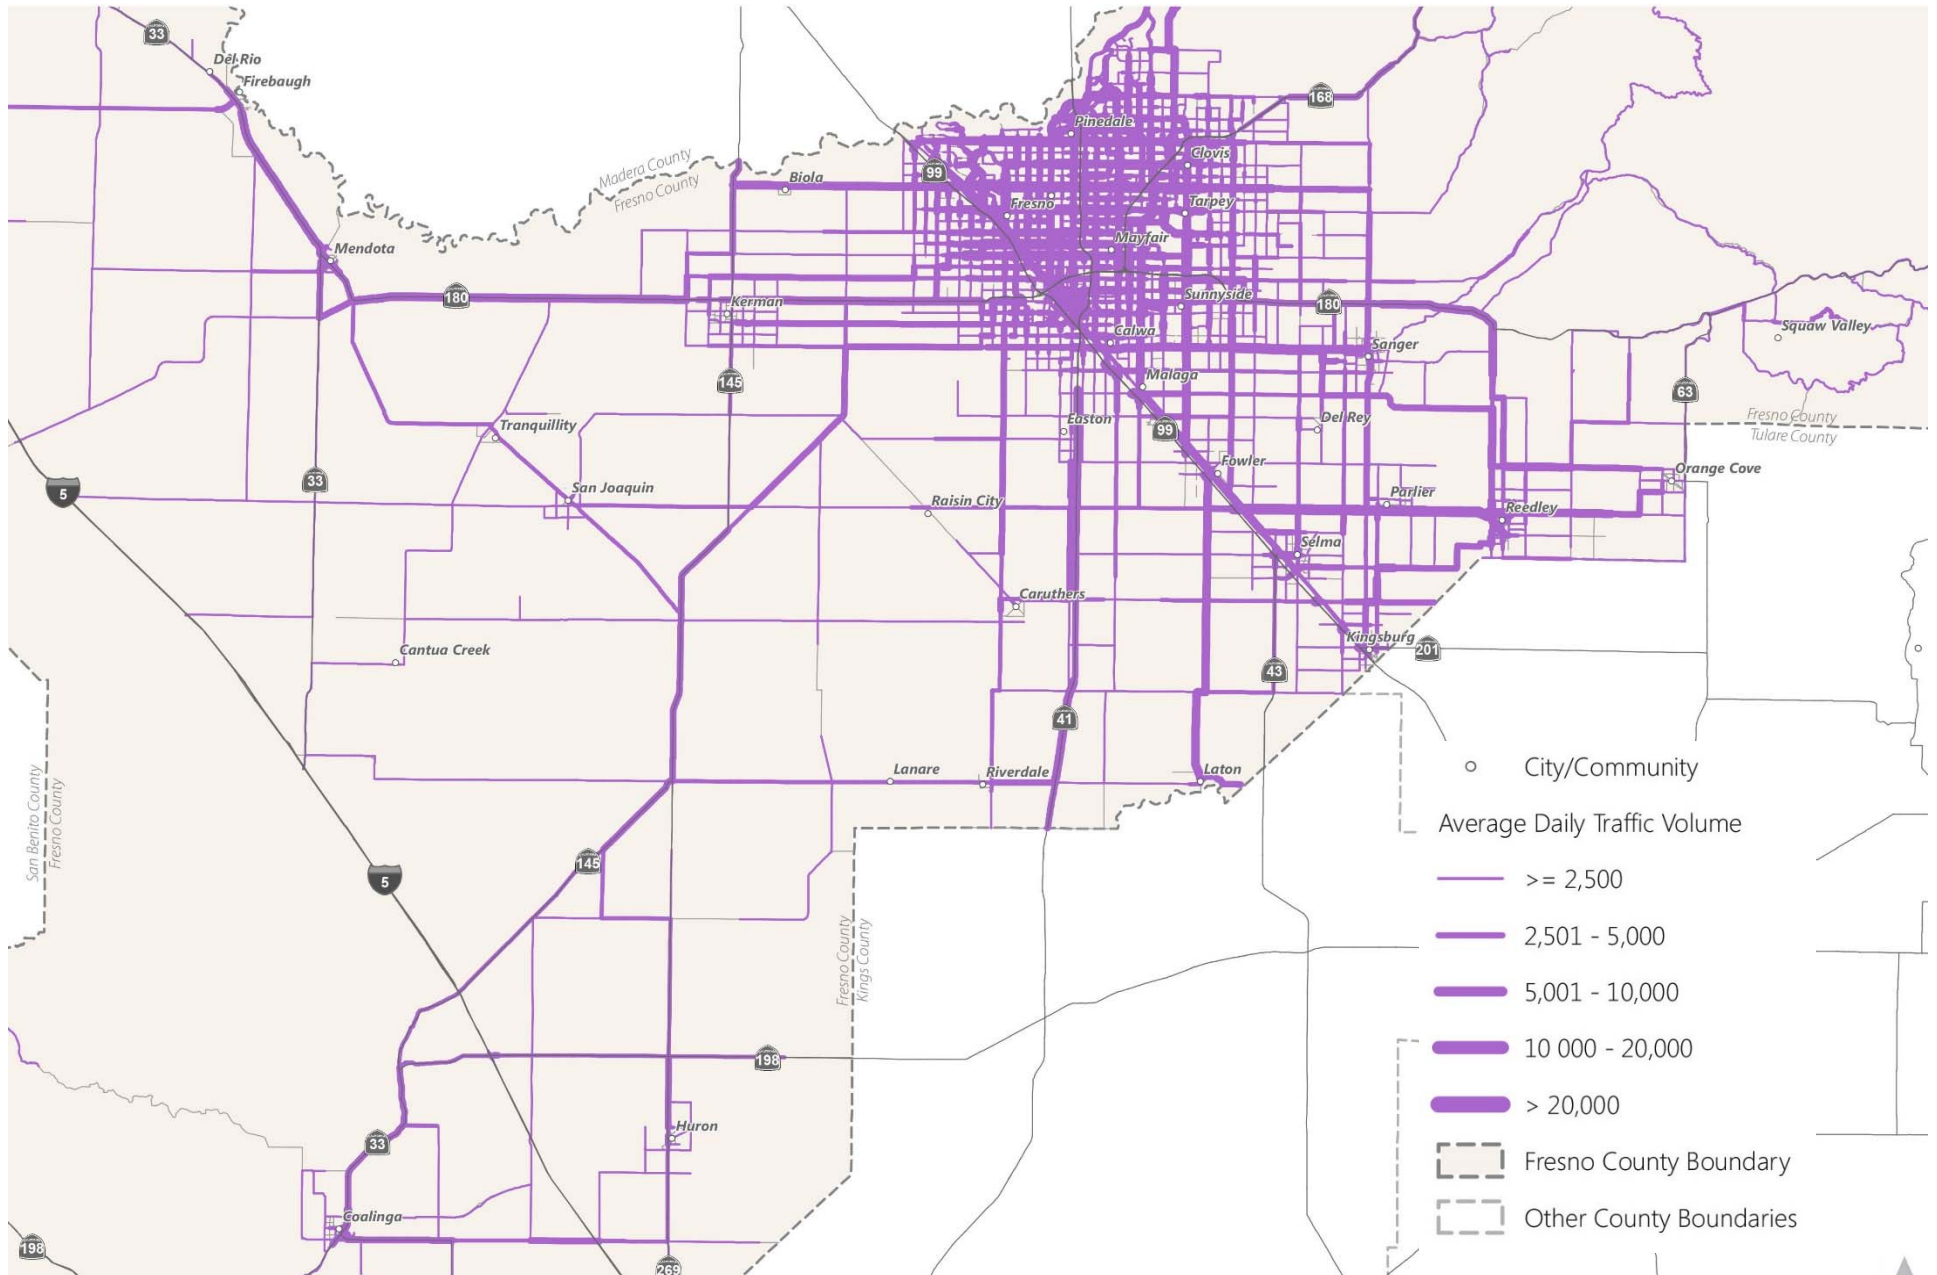 33
Del Rio
Firebaugh
168
Pinedale
Clovis
99
Madera County
Fresno County
Biola
Fresno
Tarpey
Mayfair
Mendota
180
Kerman
Sunnyside
180
Calwa
Sanger
Squaw Valley
145
Malaga
63
Easton
99
Del Rey
Fresno County
Tulare County
Tranquillity
33
Fowler
Orange Cove
5
San Joaquin
Raisin City
Parlier
Reedley
Selma
Caruthers
Cantua Creek
Kingsburg
201
43
41
San Benito County
Fresno County
Lanare
Riverdale
Laton
145
5
Fresno County
Kings County
198
33
Huron
Coalinga
198
269
City/Community
Average Daily Traffic Volume
>= 2,500
2,501 - 5,000
5,001 - 10,000
10 000 - 20,000
> 20,000
Fresno County Boundary
Other County Boundaries